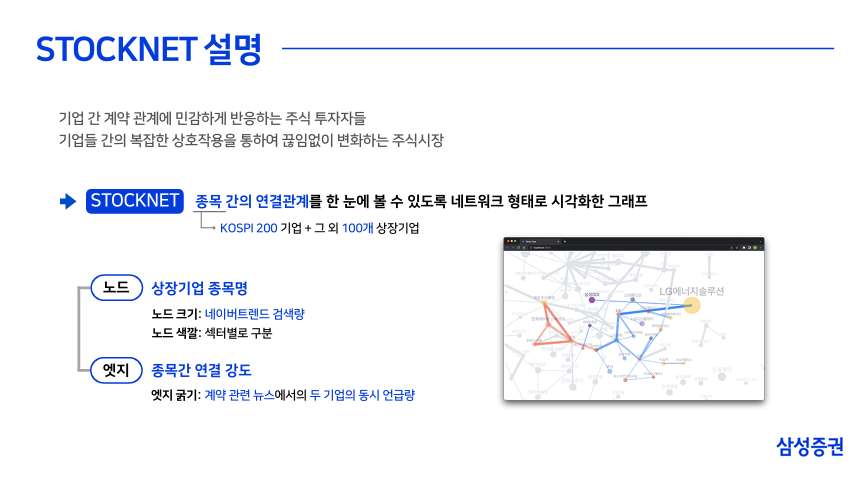 STOCKNET 설명
기업 간 계약 관계에 민감하게 반응하는 주식 투자자들
기업들 간의 복잡한 상호작용을 통하여 끊임없이 변화하는 주식시장
STOCKNET 종목 간의 연결관계를 한 눈에 볼 수 있도록 네트워크 형태로 시각화한 그래프
KOSPI 200 기업 + 그 외 100개 상장기업
노드 상장기업 종목명
노드 크기: 네이버트렌드 검색량
노드 색깔: 섹터별로 구분
엣지 종목간 연결 강도
엣지 굵기: 계약 관련 뉴스에서의 두 기업의 동시 언급량
LG에너지솔루션
삼성증권